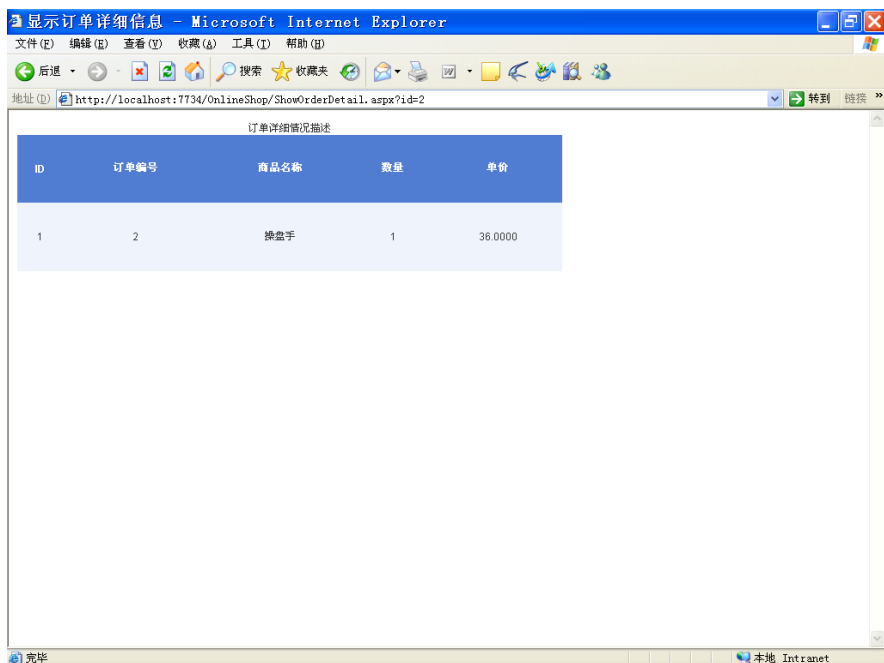 显示订单详细信息 - Microsoft Internet Explorer
文件(F) 编辑(E) 查看(V) 收藏(A) 工具(T) 帮助(H)
后退 搜索 收藏夹
地址(D) http://localhost:7734/OnlineShop/ShowOrderDetail.aspx?id=2 转到 链接 »
订单详细情况描述
ID 订单编号 商品名称 数量 单价
1 2 操盘手 1 36.0000
完毕 本地 Intranet